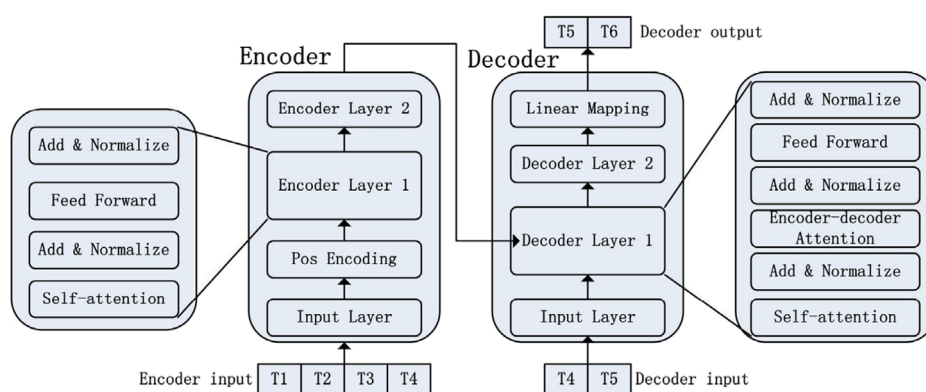 T5 T6 Decoder output
Encoder
Decoder
Add & Normalize
Feed Forward
Add & Normalize
Self-attention
Encoder Layer 2
Encoder Layer 1
Pos Encoding
Input Layer
Encoder input T1 T2 T3 T4
Linear Mapping
Decoder Layer 2
Decoder Layer 1
Input Layer
T4 T5 Decoder input
Add & Normalize
Feed Forward
Add & Normalize
Encoder-decoder
Attention
Add & Normalize
Self-attention